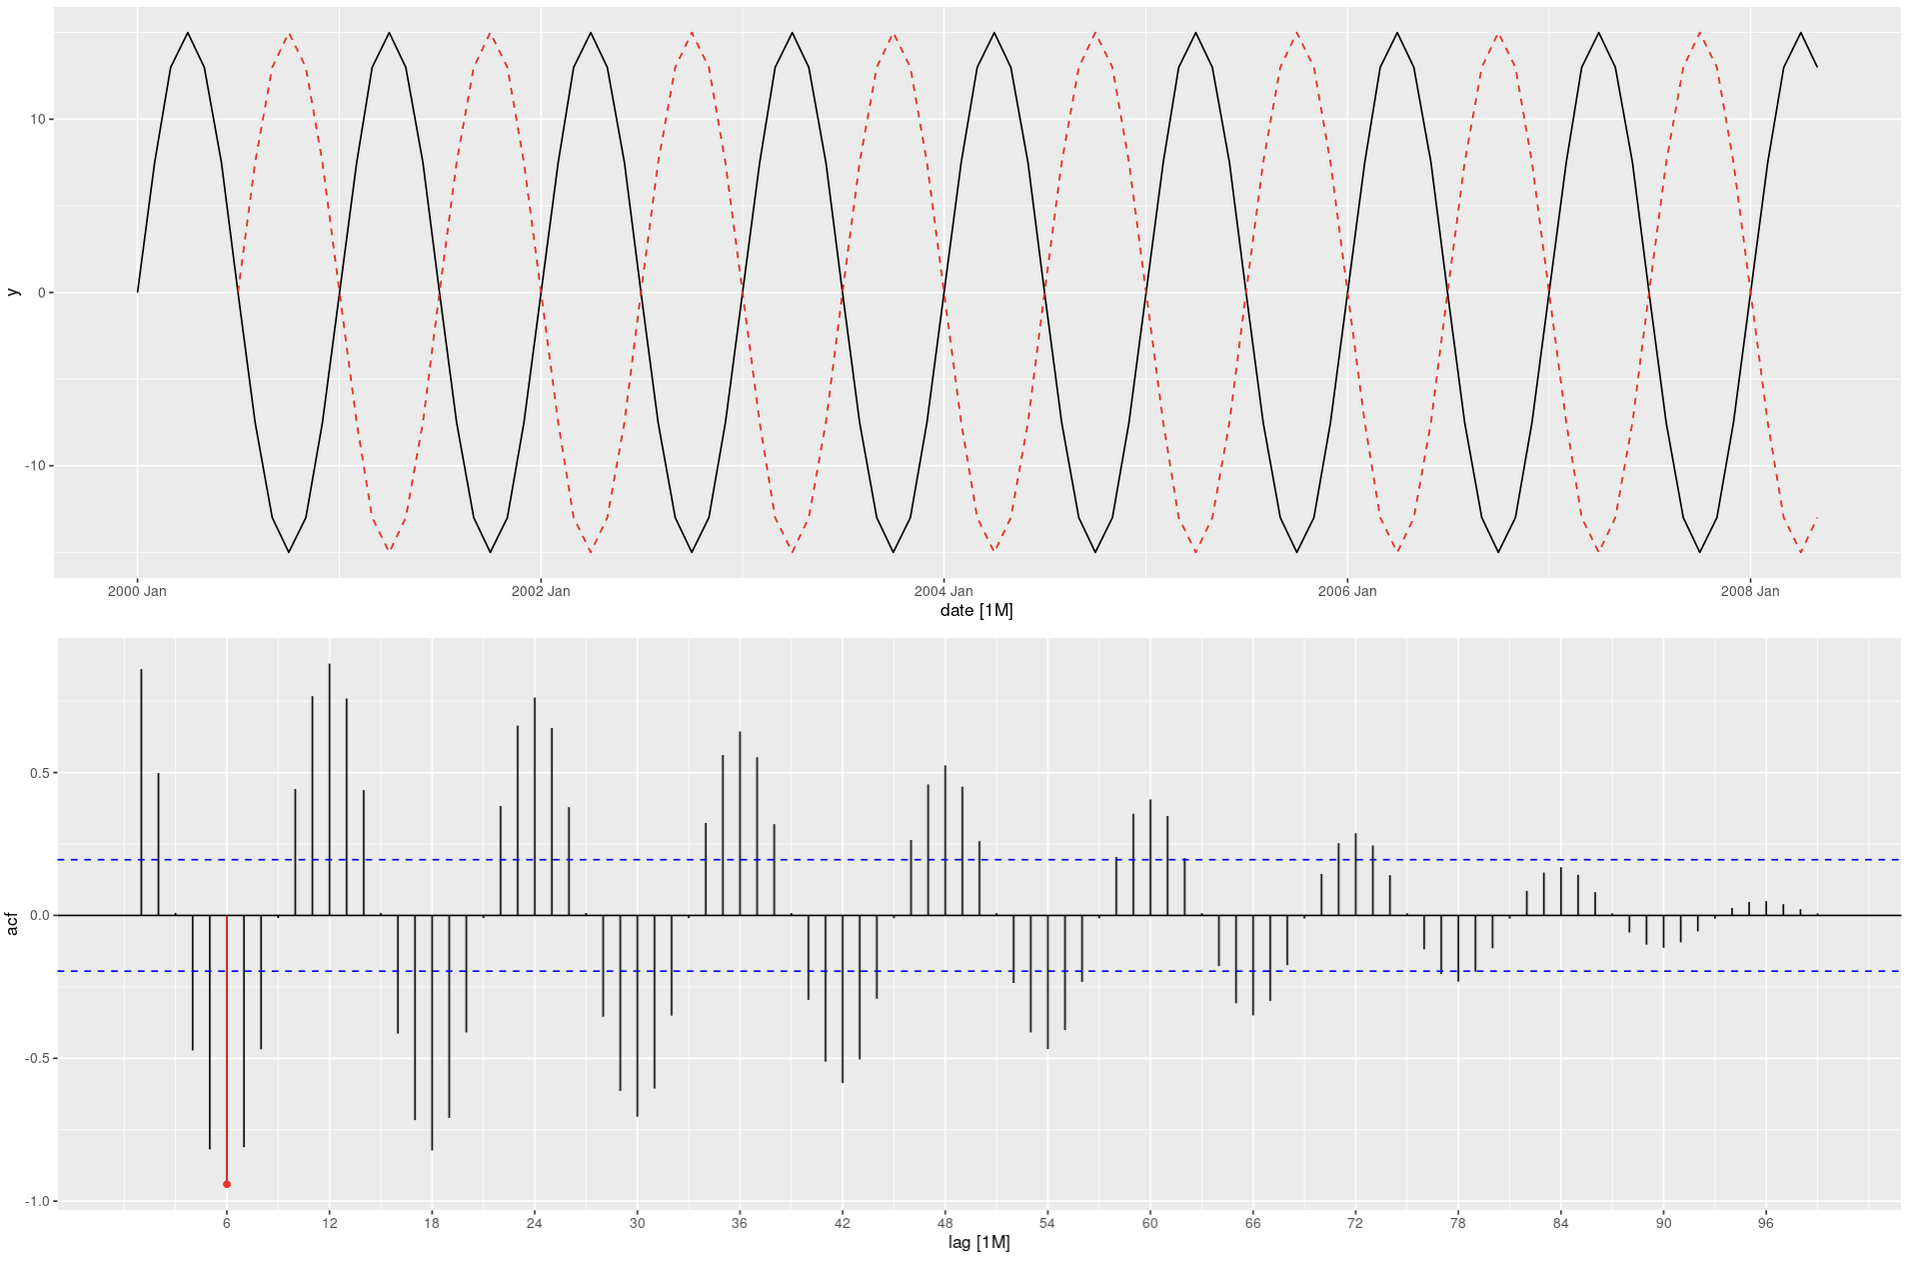 10
y
0
-10
2000 Jan 2002 Jan 2004 Jan 2006 Jan 2008 Jan
date [1M]
0.5
0.0
acf
-0.5
-1.0
6 12 18 24 30 36 42 48 54 60 66 72 78 84 90 96
lag [1M]